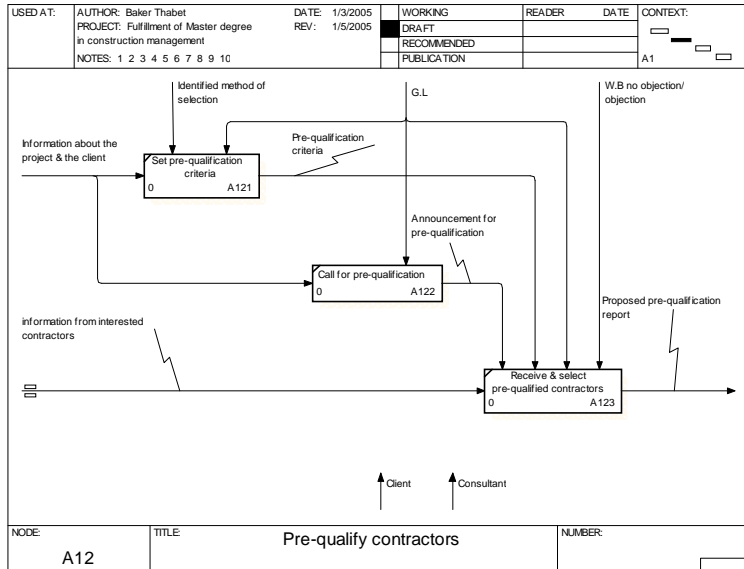 USED AT:
AUTHOR: Baker Thabet
DATE: 1/3/2005
WORKING
READER
DATE
CONTEXT:
PROJECT: Fulfillment of Master degree
REV: 1/5/2005
DRAFT
in construction management
RECOMMENDED
NOTES: 1 2 3 4 5 6 7 8 9 10
PUBLICATION
A1
Identified method of
selection
G.L
W.B no objection/
objection
Information about the
project & the client
Pre-qualification
criteria
Set pre-qualification
criteria
0
A121
Announcement for
pre-qualification
Call for pre-qualification
0
A122
Proposed pre-qualification
report
information from interested
contractors
Receive & select
pre-qualified contractors
0
A123
Client
Consultant
NODE:
TITLE:
NUMBER:
Pre-qualify contractors
A12